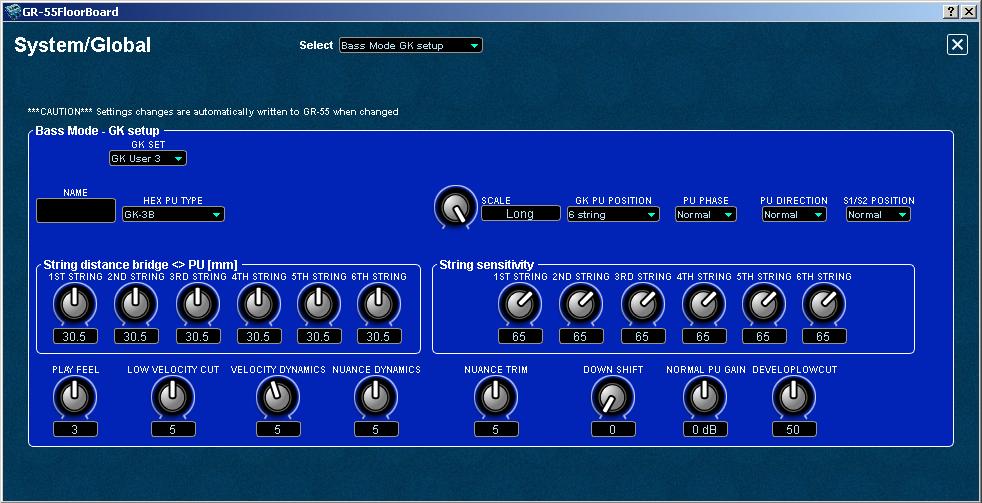 GR-55FloorBoard
System/Global
Select Bass Mode GK setup
***CAUTION*** Settings changes are automatically written to GR-55 when changed
Bass Mode - GK setup
GK SET
GK User 3
NAME HEX PU TYPE SCALE GK PU POSITION PU PHASE PU DIRECTION S1/S2 POSITION
GK-3B Long 6 string Normal Normal Normal
String distance bridge <> PU [mm] String sensitivity
1ST STRING 2ND STRING 3RD STRING 4TH STRING 5TH STRING 6TH STRING 1ST STRING 2ND STRING 3RD STRING 4TH STRING 5TH STRING 6TH STRING
30.5 30.5 30.5 30.5 30.5 30.5 65 65 65 65 65 65
PLAY FEEL LOW VELOCITY CUT VELOCITY DYNAMICS NUANCE DYNAMICS NUANCE TRIM DOWN SHIFT NORMAL PU GAIN DEVELOPLOWCUT
3 5 5 5 5 0 0 dB 50